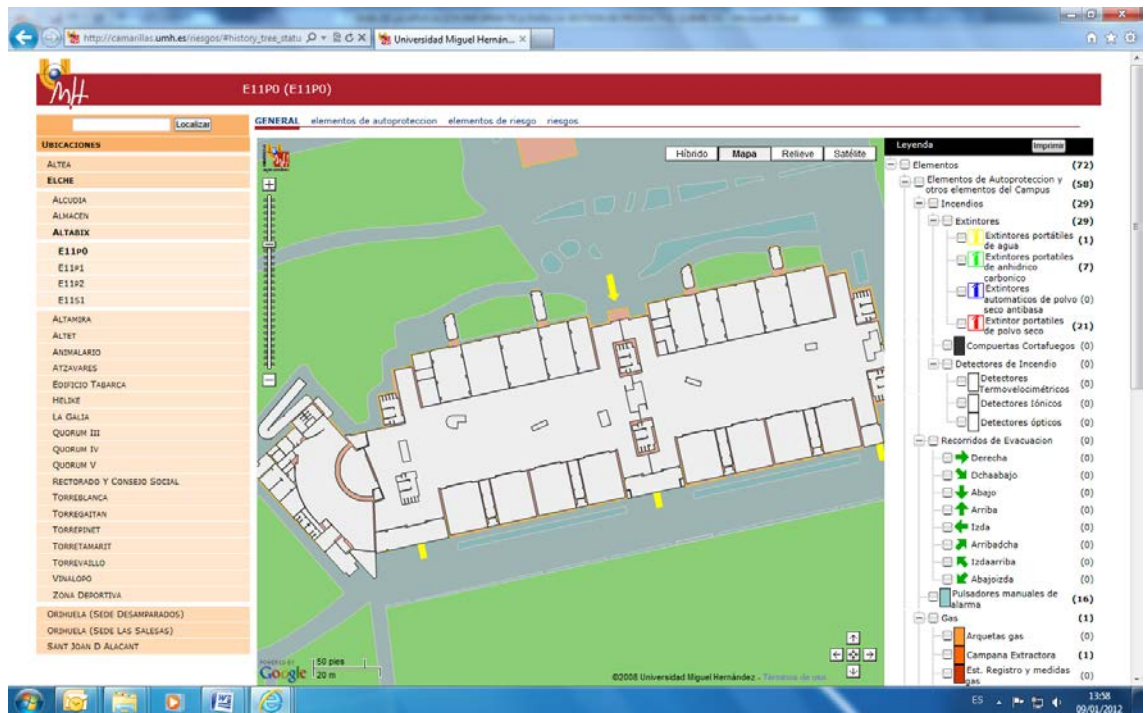 http://camarillas.umh.es/riesgos/#history_tree_statu
Universidad Miguel Hernán...
E11P0 (E11P0)
Localizar
GENERAL elementos de autoproteccion elementos de riesgo riesgos
UBICACIONES
ALTEA
ELCHE
ALCUDIA
ALMACEN
ALTABIX
E11P0
E11P1
E11P2
E11S1
ALTAMIRA
ALTET
ANIMALARIO
ATZAVARES
EDIFICIO TABARCA
HELIKE
LA GALIA
QUORUM III
QUORUM IV
QUORUM V
RECTORADO Y CONSEJO SOCIAL
TORREBLANCA
TORREGAITAN
TORREPINET
TORRETAMARIT
TORREVAILLO
VINALOPO
ZONA DEPORTIVA
ORIHUELA (SEDE DESAMPARADOS)
ORIHUELA (SEDE LAS SALESAS)
SANT JOAN D ALACANT
Híbrido Mapa Relieve Satélite
POWERED BY
Google
50 pies
20 m
©2008 Universidad Miguel Hernández - Términos de uso
Leyenda Imprimir
Elementos (72)
Elementos de Autoproteccion y
otros elementos del Campus (58)
Incendios (29)
Extintores (29)
Extintores portátiles
de agua (1)
Extintores portatiles
de anhidrico
carbonico (7)
Extintores
automaticos de polvo (0)
seco antibasa
Extintor portatiles
de polvo seco (21)
Compuertas Cortafuegos (0)
Detectores de Incendio (0)
Detectores
Termovelocimétricos (0)
Detectores Iónicos (0)
Detectores ópticos (0)
Recorridos de Evacuacion (0)
Derecha (0)
Dchaabajo (0)
Abajo (0)
Arriba (0)
Izda (0)
Arribadcha (0)
Izdaarriba (0)
Abajoizda (0)
Pulsadores manuales de
alarma (16)
Gas (1)
Arquetas gas (0)
Campana Extractora (1)
Est. Registro y medidas
gas (0)
ES
13:58
09/01/2012